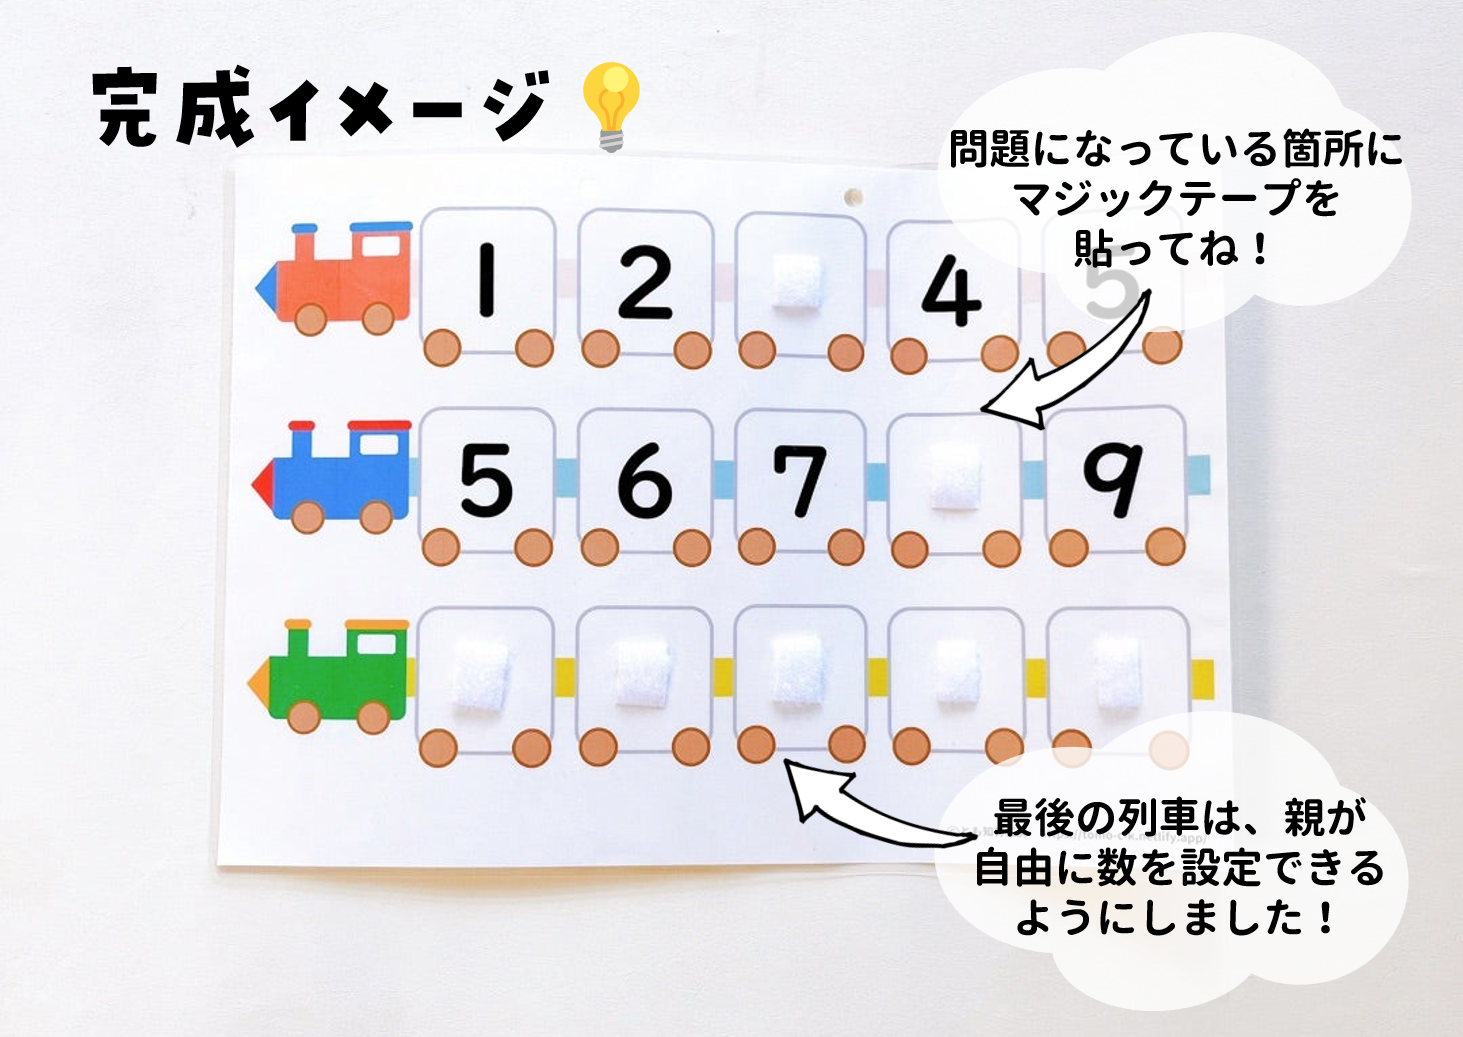 完成イメージ
問題になっている箇所に
マジックテープを
貼ってね！
1 2 4 5
5 6 7 9
最後の列車は、親が
自由に数を設定できる
ようにしました！